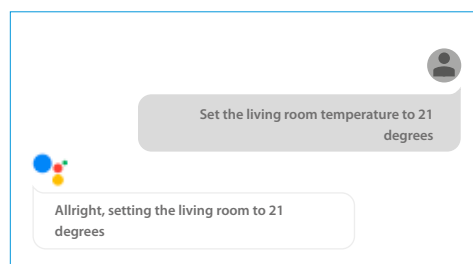 Set the living room temperature to 21
degrees
Allright, setting the living room to 21
degrees